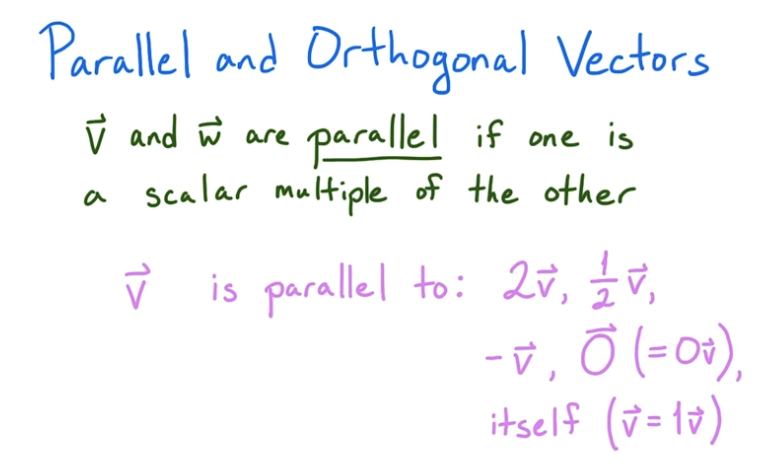 Parallel and Orthogonal Vectors
v⃗ and w⃗ are parallel if one is
a scalar multiple of the other
v⃗ is parallel to: 2v⃗, ½v⃗,
-v⃗, O⃗ (=0v⃗),
itself (v⃗=1v⃗)